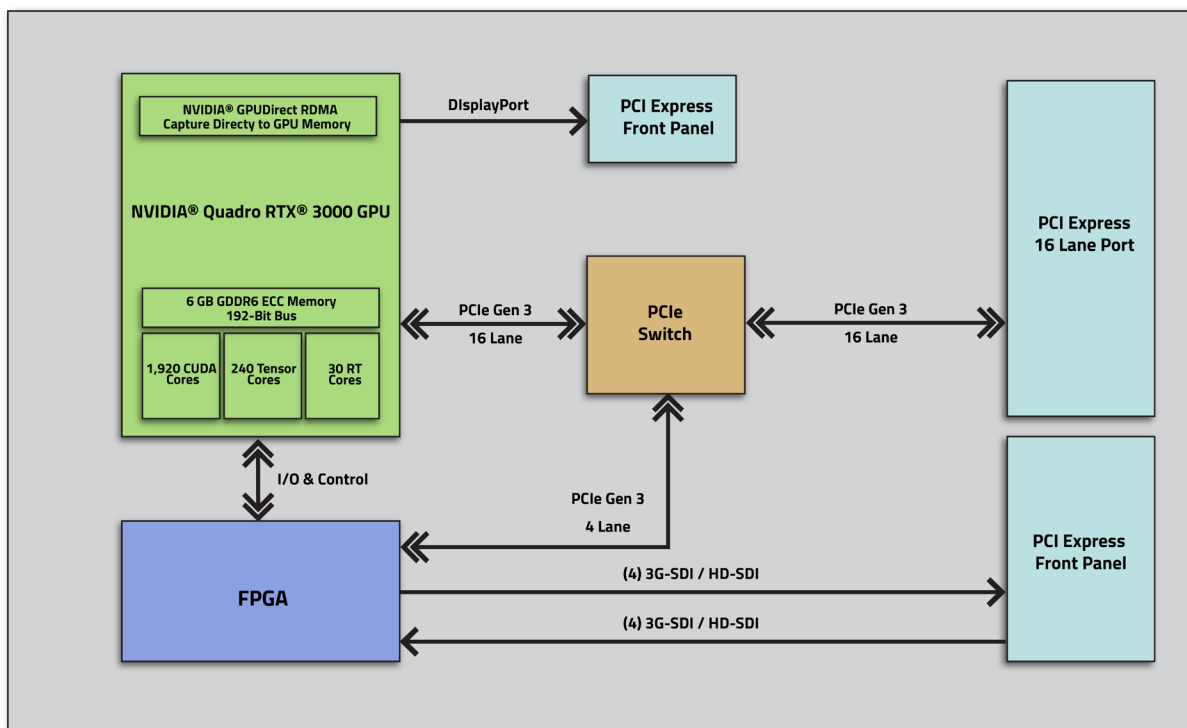 NVIDIA® GPUDirect RDMA
Capture Directy to GPU Memory
NVIDIA® Quadro RTX® 3000 GPU
6 GB GDDR6 ECC Memory
192-Bit Bus
1,920 CUDA
Cores
240 Tensor
Cores
30 RT
Cores
DIsplayPort
PCI Express
Front Panel
PCIe Gen 3
16 Lane
PCIe
Switch
PCIe Gen 3
16 Lane
PCI Express
16 Lane Port
I/O & Control
PCIe Gen 3
4 Lane
FPGA
(4) 3G-SDI / HD-SDI
(4) 3G-SDI / HD-SDI
PCI Express
Front Panel